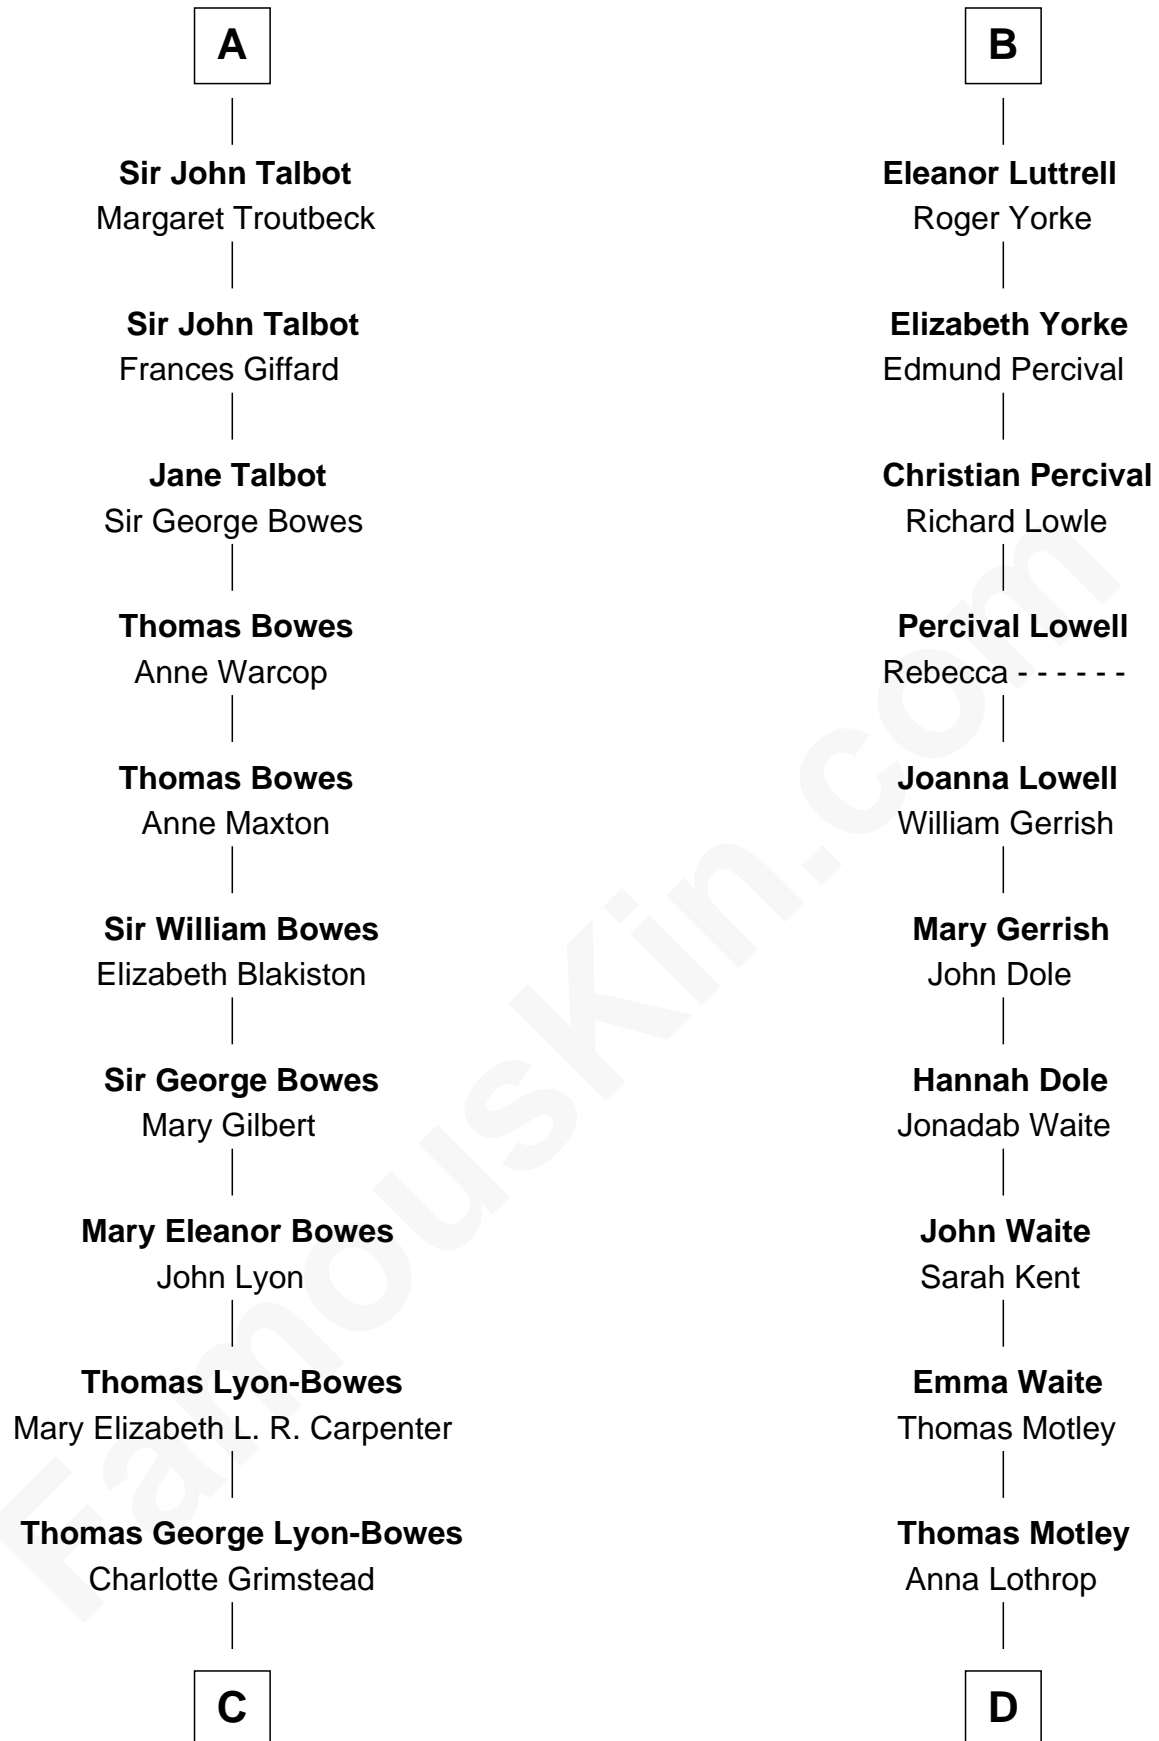 A
Sir John Talbot
Margaret Troutbeck
Sir John Talbot
Frances Giffard
Jane Talbot
Sir George Bowes
Thomas Bowes
Anne Warcop
Thomas Bowes
Anne Maxton
Sir William Bowes
Elizabeth Blakiston
Sir George Bowes
Mary Gilbert
Mary Eleanor Bowes
John Lyon
Thomas Lyon-Bowes
Mary Elizabeth L. R. Carpenter
Thomas George Lyon-Bowes
Charlotte Grimstead
C
B
Eleanor Luttrell
Roger Yorke
Elizabeth Yorke
Edmund Percival
Christian Percival
Richard Lowle
Percival Lowell
Rebecca - - - - - -
Joanna Lowell
William Gerrish
Mary Gerrish
John Dole
Hannah Dole
Jonadab Waite
John Waite
Sarah Kent
Emma Waite
Thomas Motley
Thomas Motley
Anna Lothrop
D
FamousKin.com